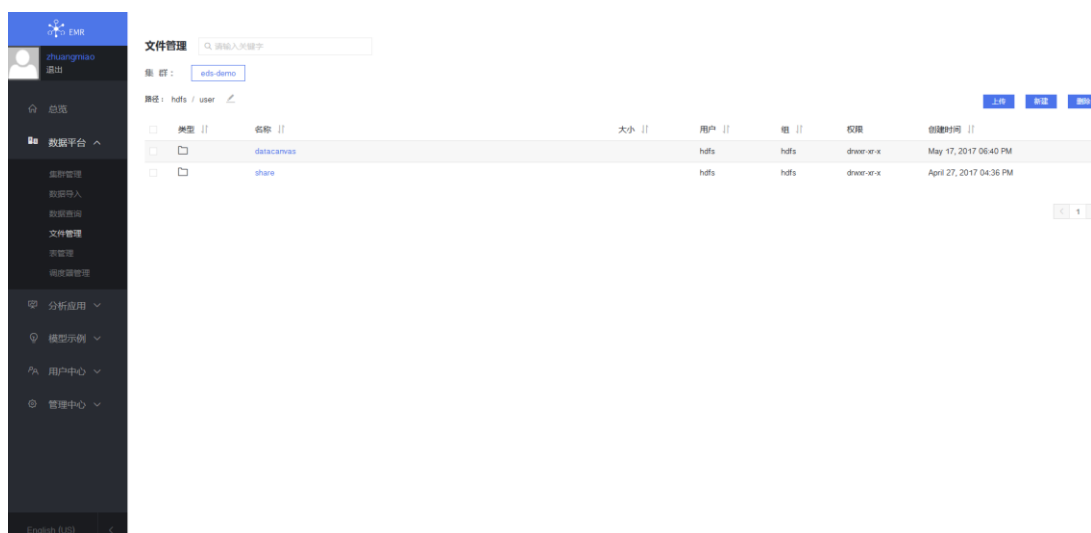 EMR
zhuangmiao
退出
总览
数据平台
集群管理
数据导入
数据查询
文件管理
表管理
调度器管理
分析应用
模型示例
用户中心
管理中心
English (US)
文件管理 请输入关键字
集 群： eds-demo
路径： hdfs / user
上传 新建 删除
类型 名称 大小 用户 组 权限 创建时间
datacanvas hdfs hdfs drwxr-xr-x May 17, 2017 06:40 PM
share hdfs hdfs drwxr-xr-x April 27, 2017 04:36 PM
1